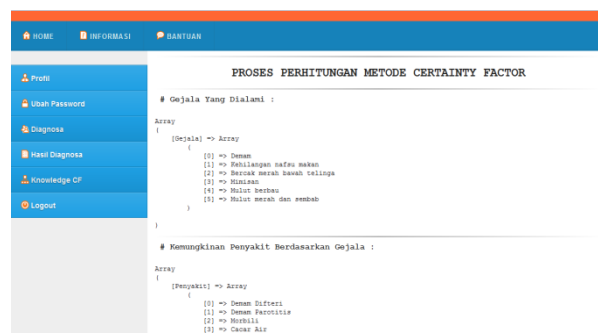 HOME INFORMASI BANTUAN
Profil
Ubah Password
Diagnosa
Hasil Diagnosa
Knowledge CF
Logout
PROSES PERHITUNGAN METODE CERTAINTY FACTOR
# Gejala Yang Dialami :
Array
(
[Gejala] => Array
(
[0] => Demam
[1] => Kehilangan nafsu makan
[2] => Bercak merah bawah telinga
[3] => Mimisan
[4] => Mulut berbau
[5] => Mulut merah dan sembab
)
)
# Kemungkinan Penyakit Berdasarkan Gejala :
Array
(
[Penyakit] => Array
(
[0] => Demam Difteri
[1] => Demam Parotitis
[2] => Morbili
[3] => Cacar Air